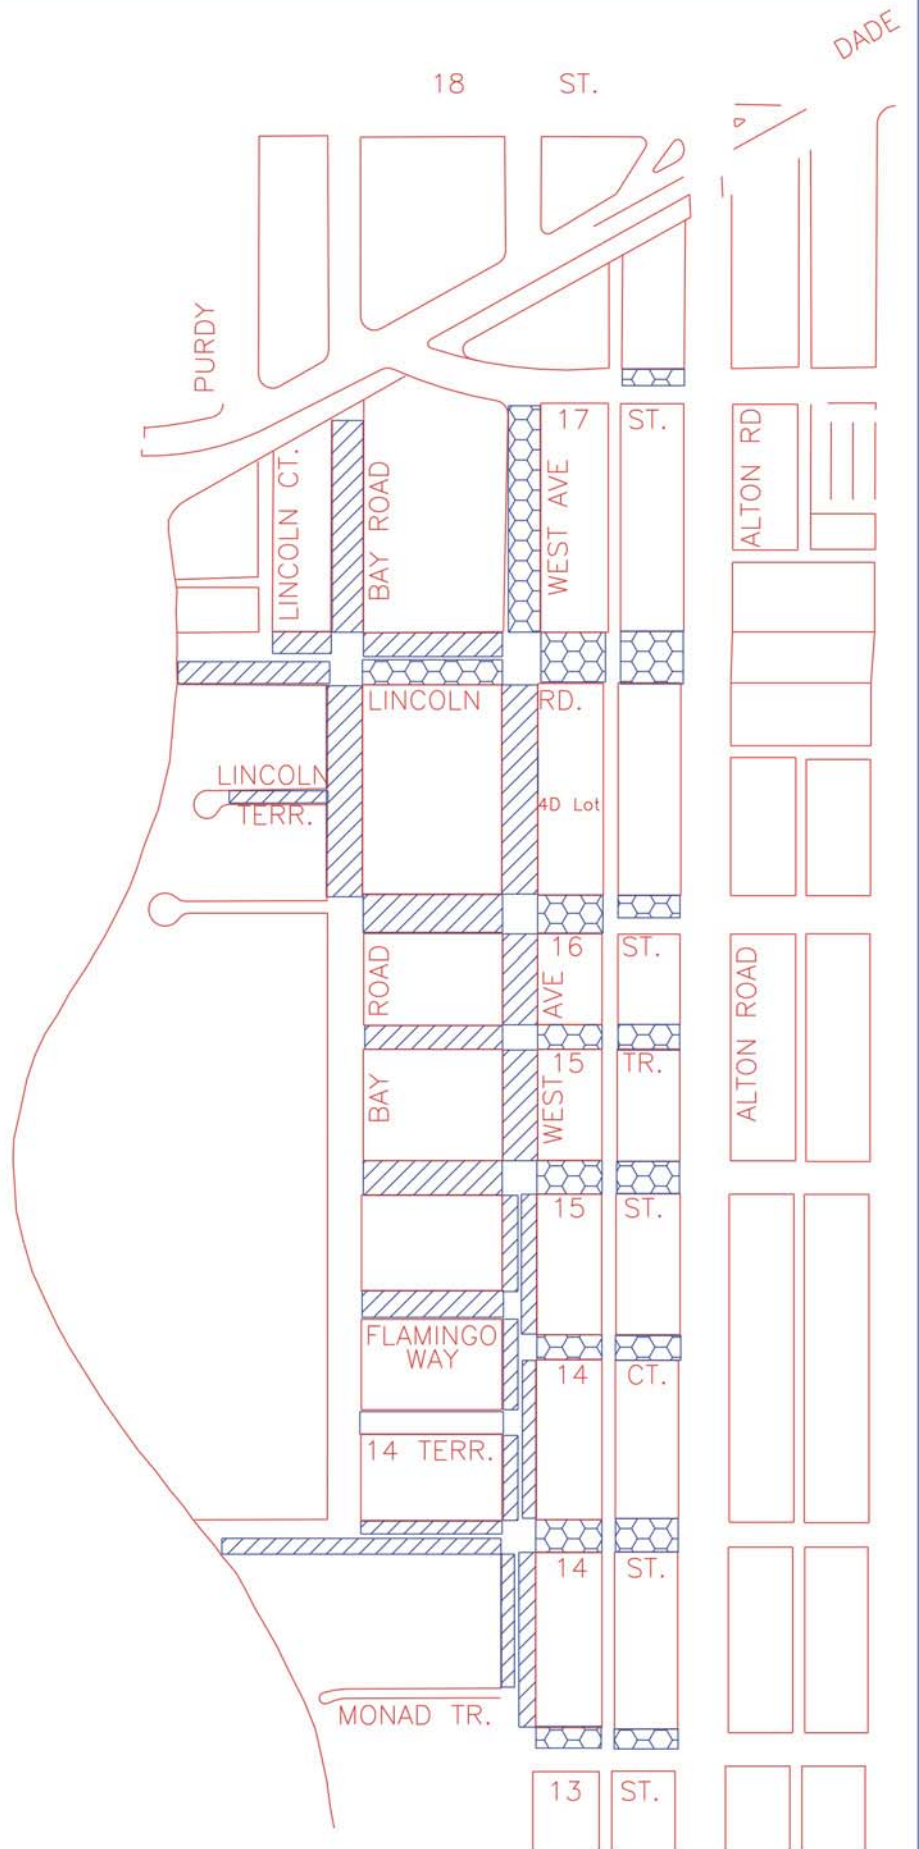 DADE
18 ST.
PURDY
17 ST.
LINCOLN CT.
BAY ROAD
WEST AVE
ALTON RD
LINCOLN RD.
LINCOLN
TERR.
4D Lot
16 ST.
ROAD
AVE
ALTON ROAD
15 TR.
BAY
WEST
15 ST.
FLAMINGO
WAY
14 CT.
14 TERR.
14 ST.
MONAD TR.
13 ST.